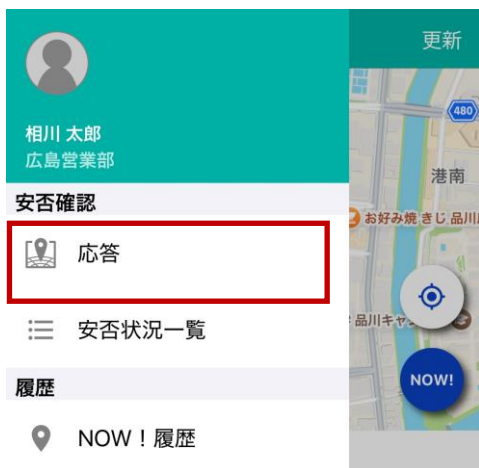 更新
相川 太郎
広島営業部
安否確認
応答
安否状況一覧
履歴
NOW！履歴
480
港南
お好み焼 きじ 品川
品川キャ
NOW!